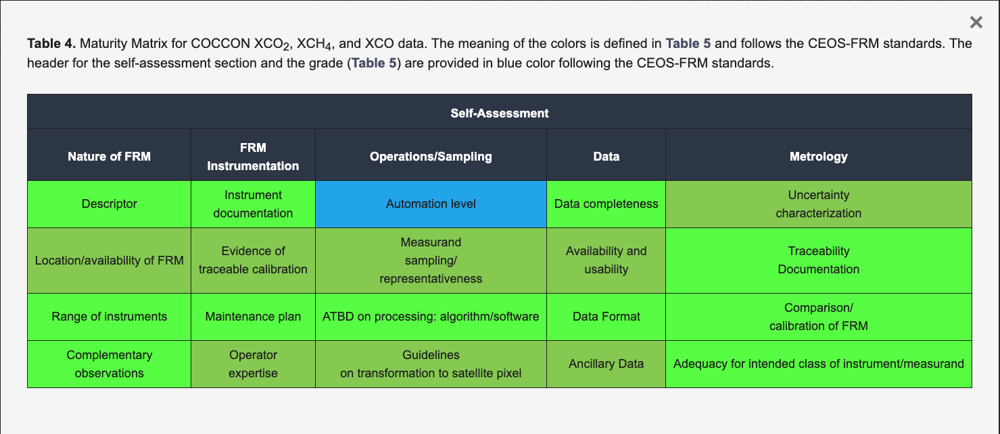 Table 4. Maturity Matrix for COCCON XCO₂, XCH₄, and XCO data. The meaning of the colors is defined in Table 5 and follows the CEOS-FRM standards. The
header for the self-assessment section and the grade (Table 5) are provided in blue color following the CEOS-FRM standards.
Self-Assessment
Nature of FRM
FRM
Instrumentation
Operations/Sampling
Data
Metrology
Descriptor
Instrument
documentation
Automation level
Data completeness
Uncertainty
characterization
Location/availability of FRM
Evidence of
traceable calibration
Measurand
sampling/
representativeness
Availability and
usability
Traceability
Documentation
Range of instruments
Maintenance plan
ATBD on processing: algorithm/software
Data Format
Comparison/
calibration of FRM
Complementary
observations
Operator
expertise
Guidelines
on transformation to satellite pixel
Ancillary Data
Adequacy for intended class of instrument/measurand